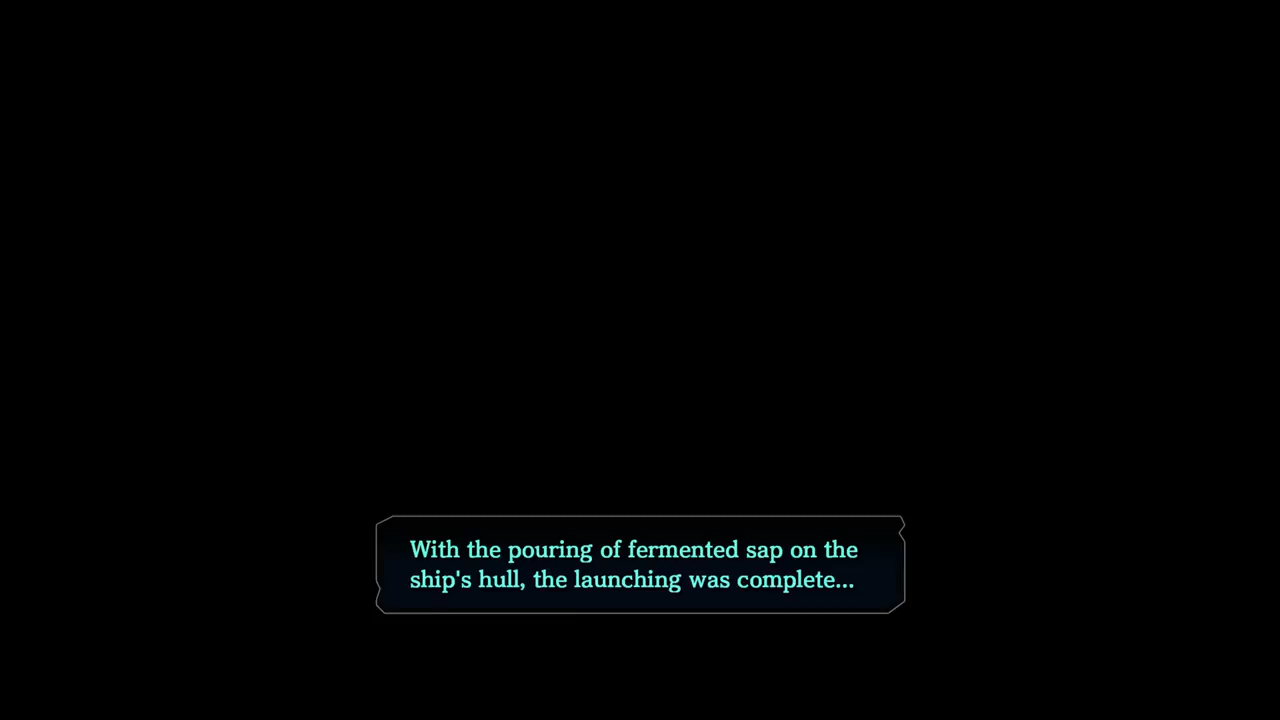 With the pouring of fermented sap on the
ship's hull, the launching was complete...